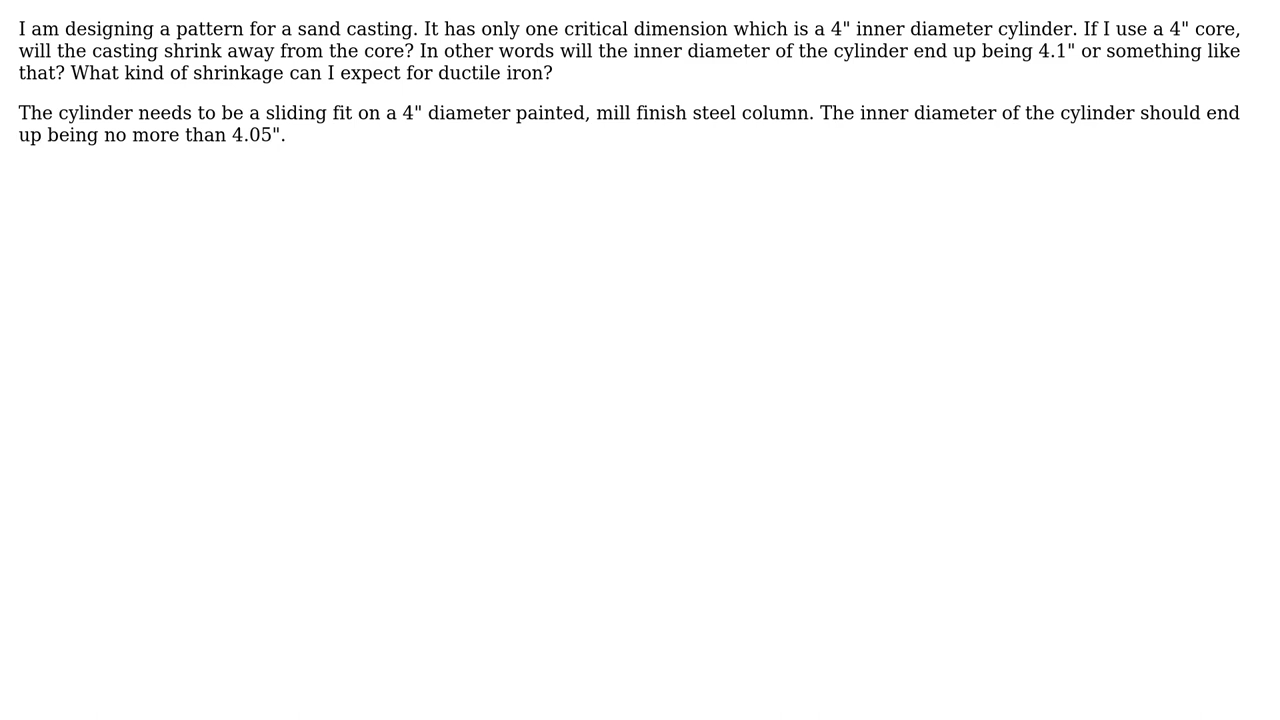 I am designing a pattern for a sand casting. It has only one critical dimension which is a 4" inner diameter cylinder. If I use a 4" core,
will the casting shrink away from the core? In other words will the inner diameter of the cylinder end up being 4.1" or something like
that? What kind of shrinkage can I expect for ductile iron?
The cylinder needs to be a sliding fit on a 4" diameter painted, mill finish steel column. The inner diameter of the cylinder should end
up being no more than 4.05".